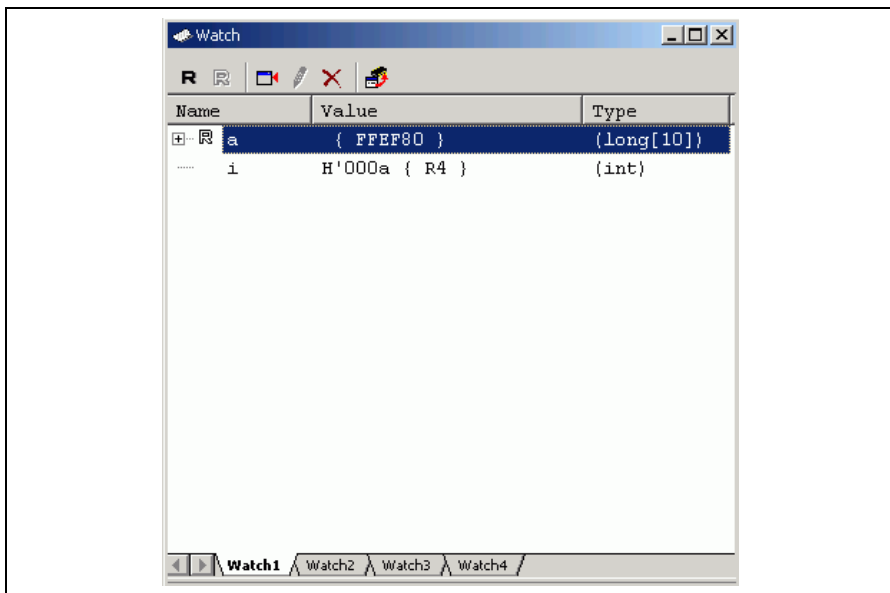 Watch
R R
Name Value Type
R a { FFEF80 } (long[10])
i H'000a { R4 } (int)
Watch1 Watch2 Watch3 Watch4